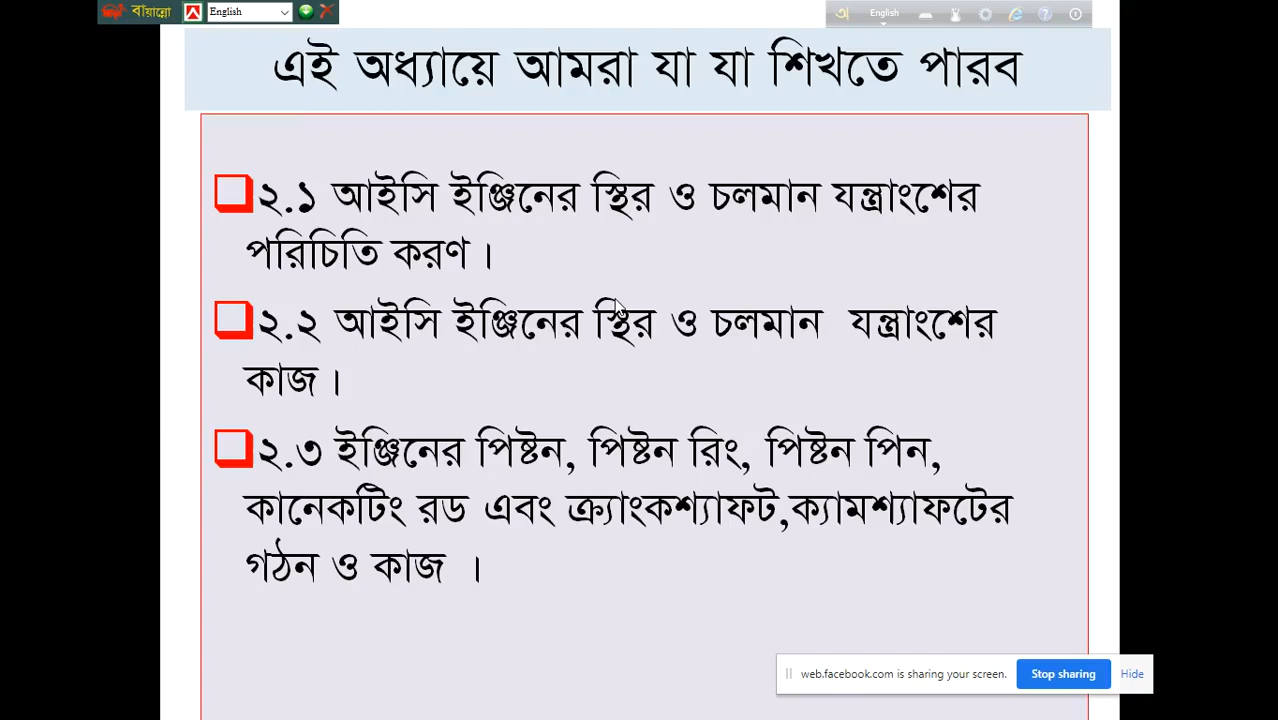 বায়ান্নো English English
এই অধ্যায়ে আমরা যা যা শিখতে পারব
২.১ আইসি ইঞ্জিনের স্থির ও চলমান যন্ত্রাংশের
পরিচিতি করণ ।
২.২ আইসি ইঞ্জিনের স্থির ও চলমান যন্ত্রাংশের
কাজ ।
২.৩ ইঞ্জিনের পিষ্টন, পিষ্টন রিং, পিষ্টন পিন,
কানেকটিং রড এবং ক্র্যাংকশ্যাফট,ক্যামশ্যাফটের
গঠন ও কাজ ।
web.facebook.com is sharing your screen. Stop sharing Hide